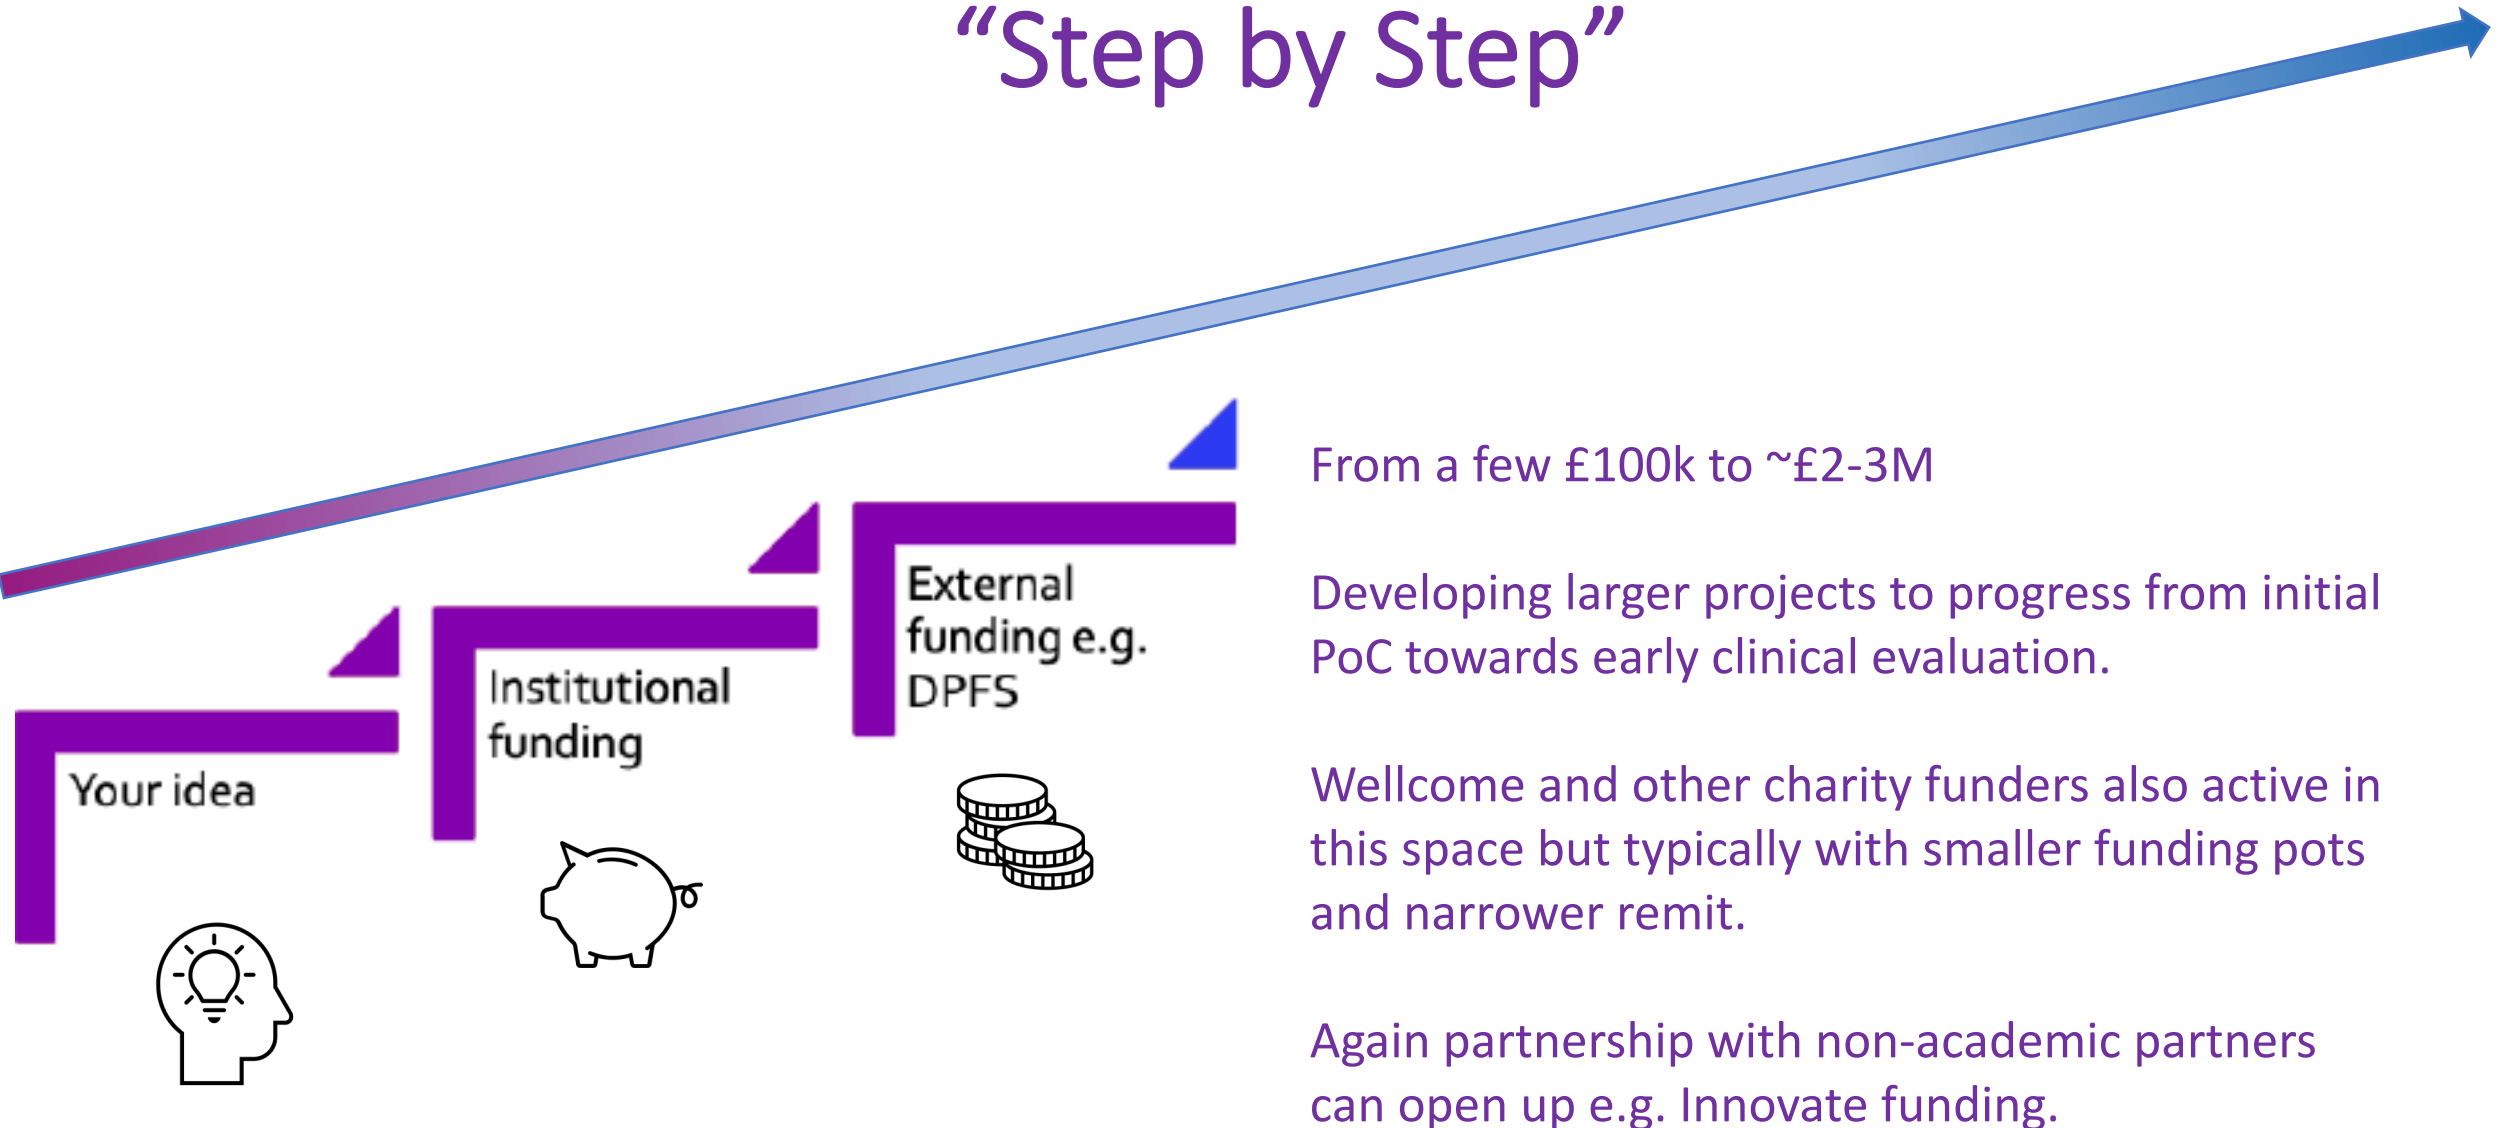 “Step by Step”
Your idea
Institutional
funding
External
funding e.g.
DPFS
From a few £100k to ~£2-3M
Developing larger projects to progress from initial
PoC towards early clinical evaluation.
Wellcome and other charity funders also active in
this space but typically with smaller funding pots
and narrower remit.
Again partnership with non-academic partners
can open up e.g. Innovate funding.